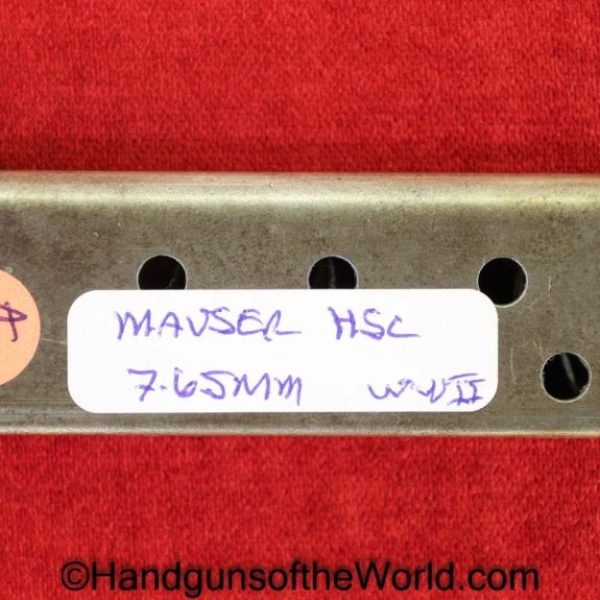 MAUSER HSC
7.65MM WWII
©HandgunsoftheWorld.com